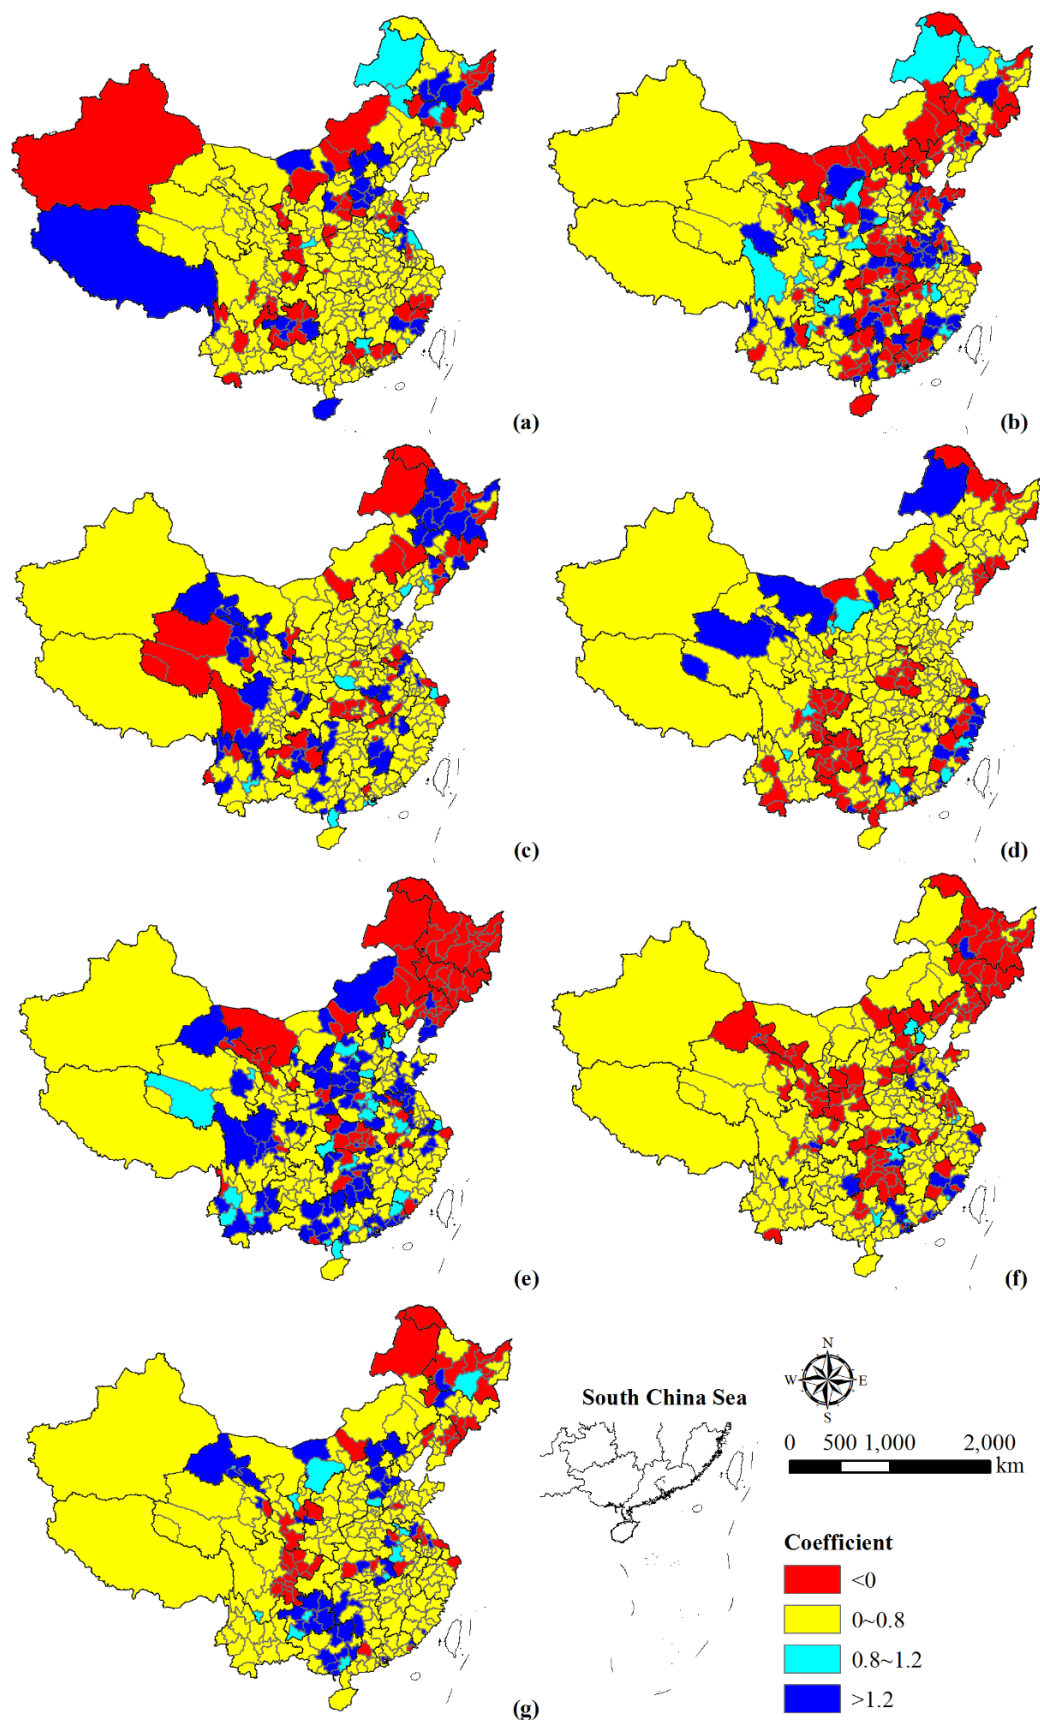 (a)
(b)
(c)
(d)
(e)
(f)
(g)
South China Sea
N
W E
S
0 500 1,000 2,000
km
Coefficient
<0
0~0.8
0.8~1.2
>1.2